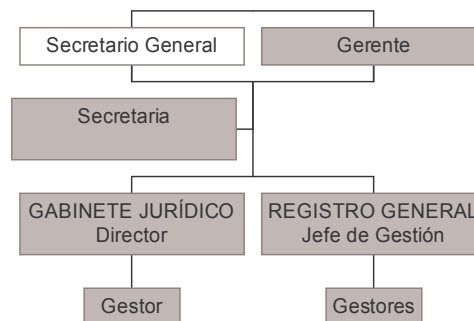 Secretario General
Gerente
Secretaria
GABINETE JURÍDICO
Director
REGISTRO GENERAL
Jefe de Gestión
Gestor
Gestores